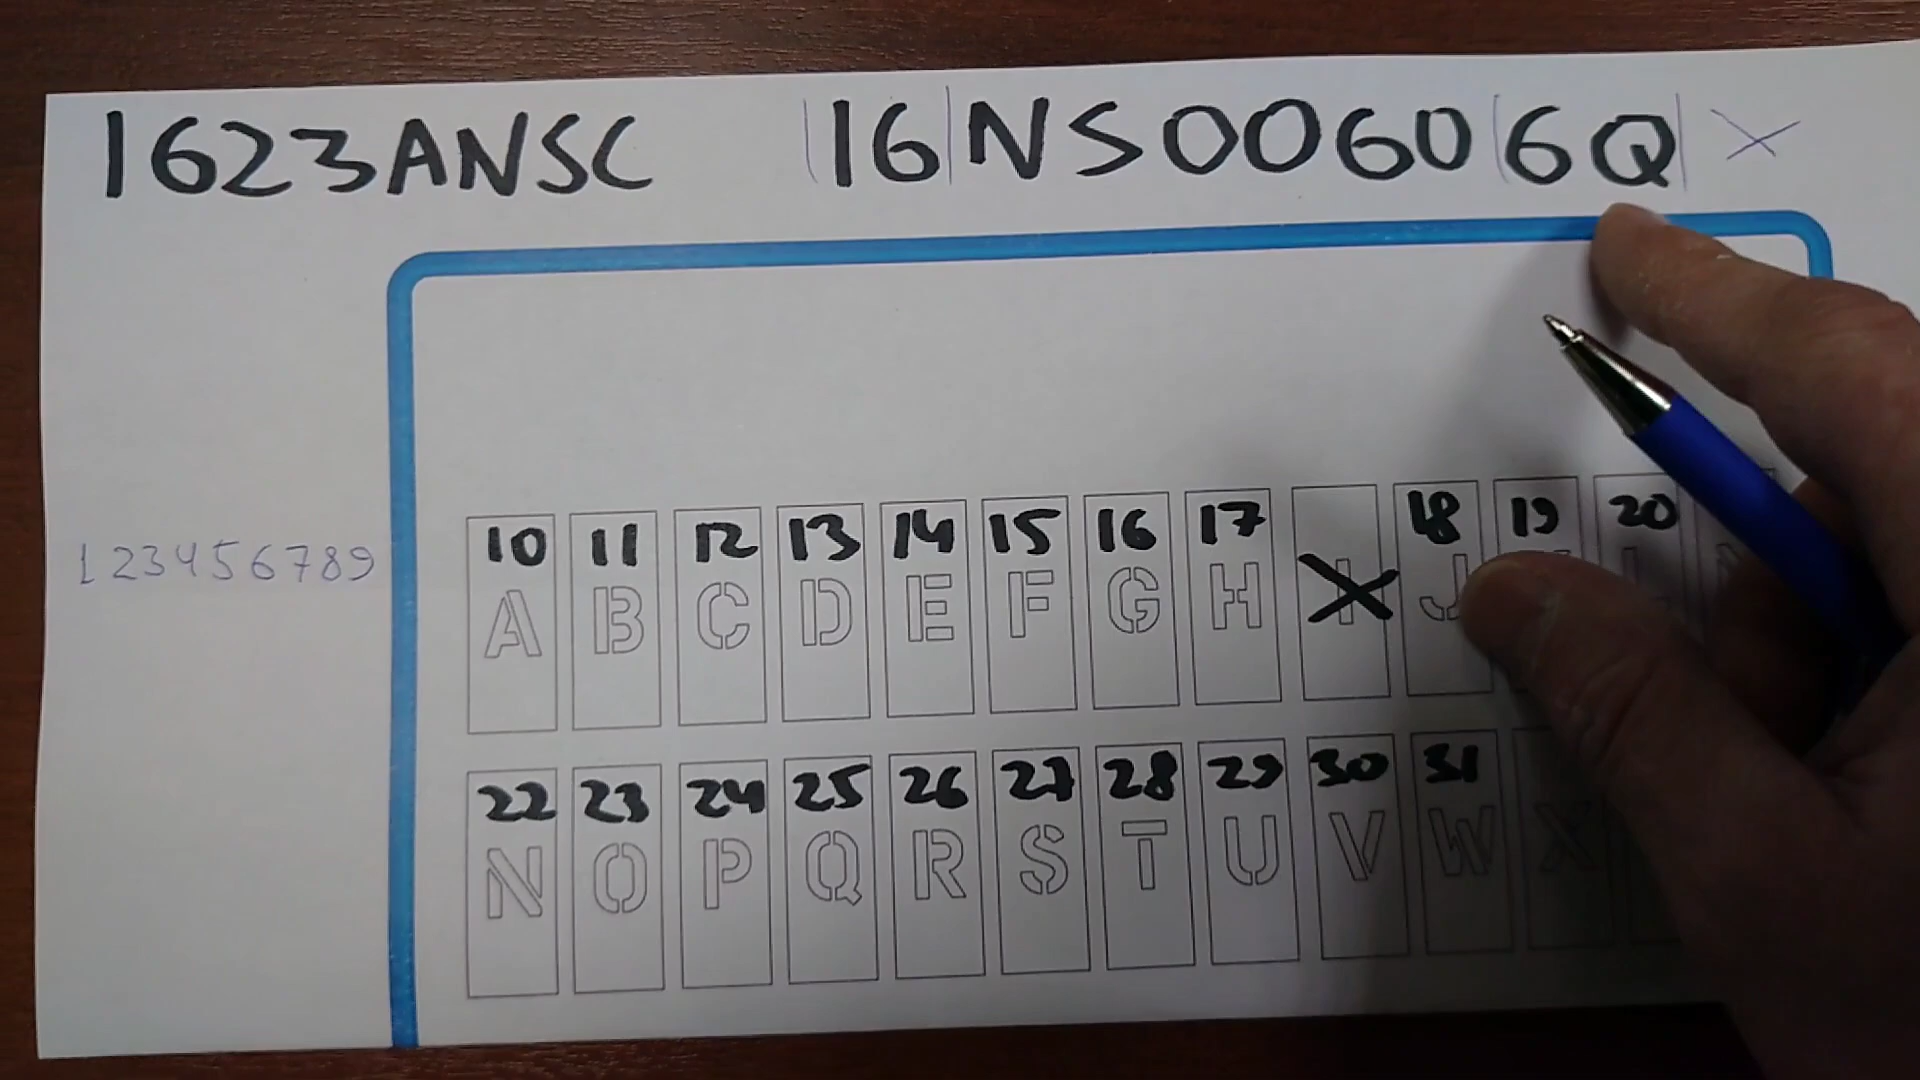 1623ANSC 16NS00606Q X
123456789
10 11 12 13 14 15 16 17 18 19 20
A B C D E F G H I J L
22 23 24 25 26 27 28 29 30 31
N O P Q R S T U V W X